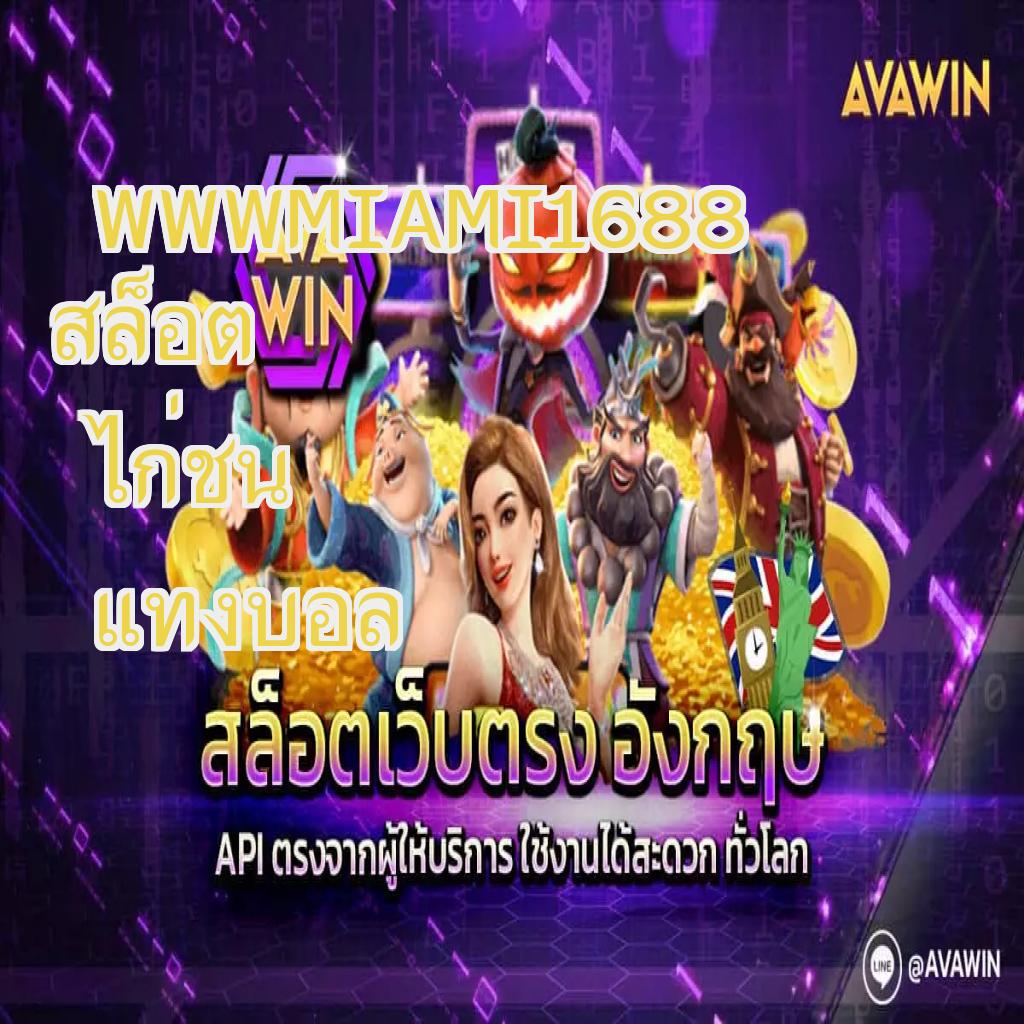 AVAWIN
WWWMIAMI1688
AVA
WIN
สล็อต
ไก่ชน
แทงบอล
สล็อตเว็บตรง อังกฤษ
API ตรงจากผู้ให้บริการ ใช้งานได้สะดวก ทั่วโลก
LINE @AVAWIN